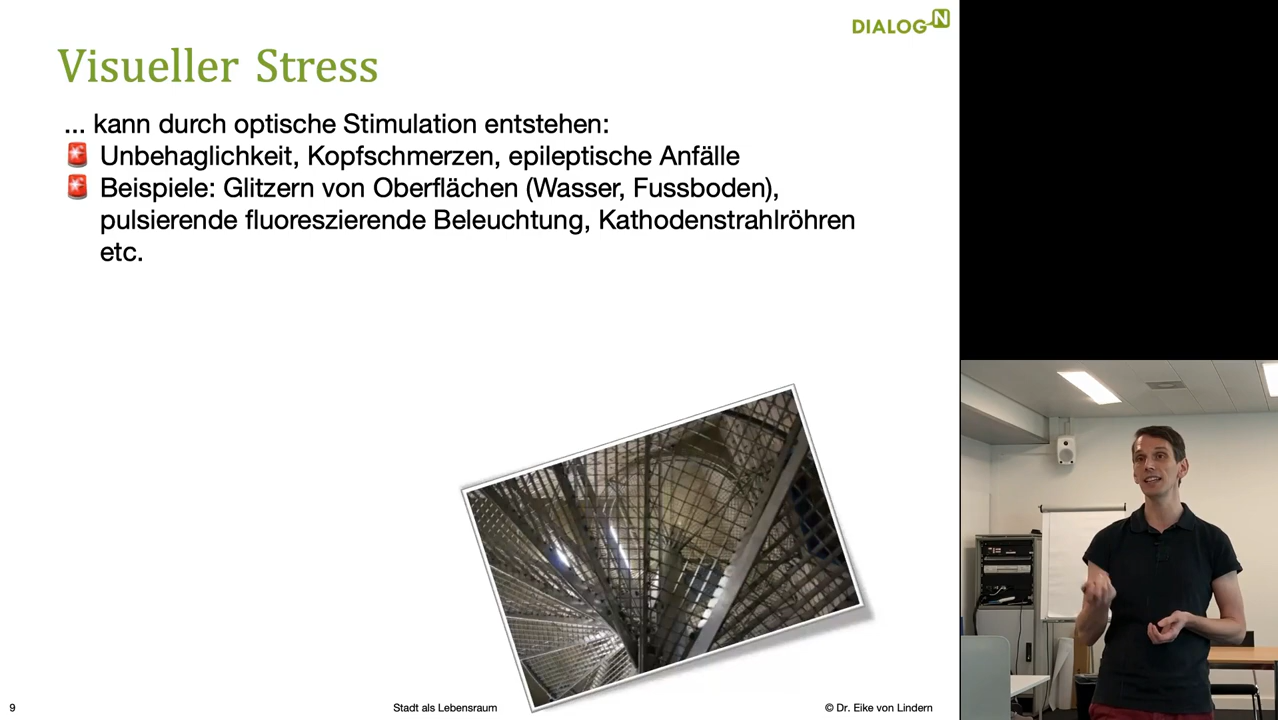 DIALOG N
Visueller Stress
... kann durch optische Stimulation entstehen:
Unbehaglichkeit, Kopfschmerzen, epileptische Anfälle
Beispiele: Glitzern von Oberflächen (Wasser, Fussboden),
pulsierende fluoreszierende Beleuchtung, Kathodenstrahlröhren
etc.
9
Stadt als Lebensraum
© Dr. Eike von Lindern